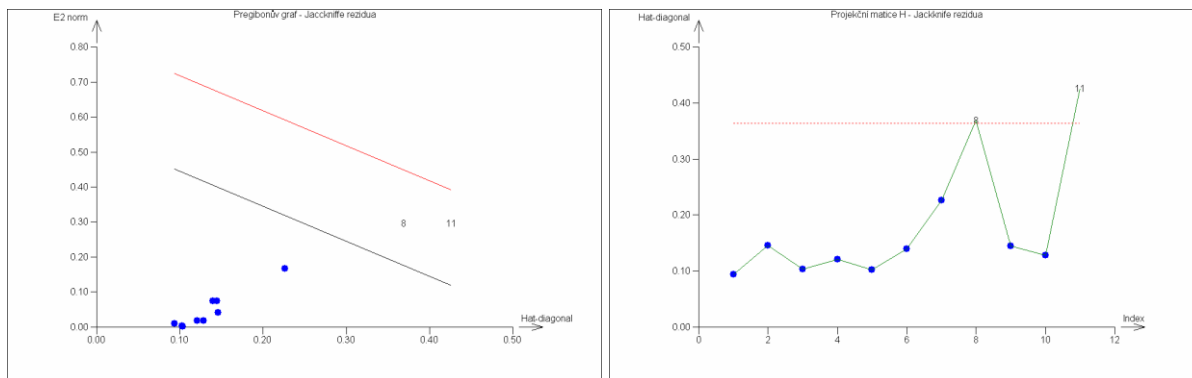 Pregibonův graf - Jacckniffe rezidua
E2 norm
0.80
0.70
0.60
0.50
0.40
0.30
0.20
0.10
0.00
8
11
Hat-diagonal
0.00 0.10 0.20 0.30 0.40 0.50
Projekční matice H - Jackknife rezidua
Hat-diagonal
0.50
0.40
0.30
0.20
0.10
0.00
11
8
Index
0 2 4 6 8 10 12